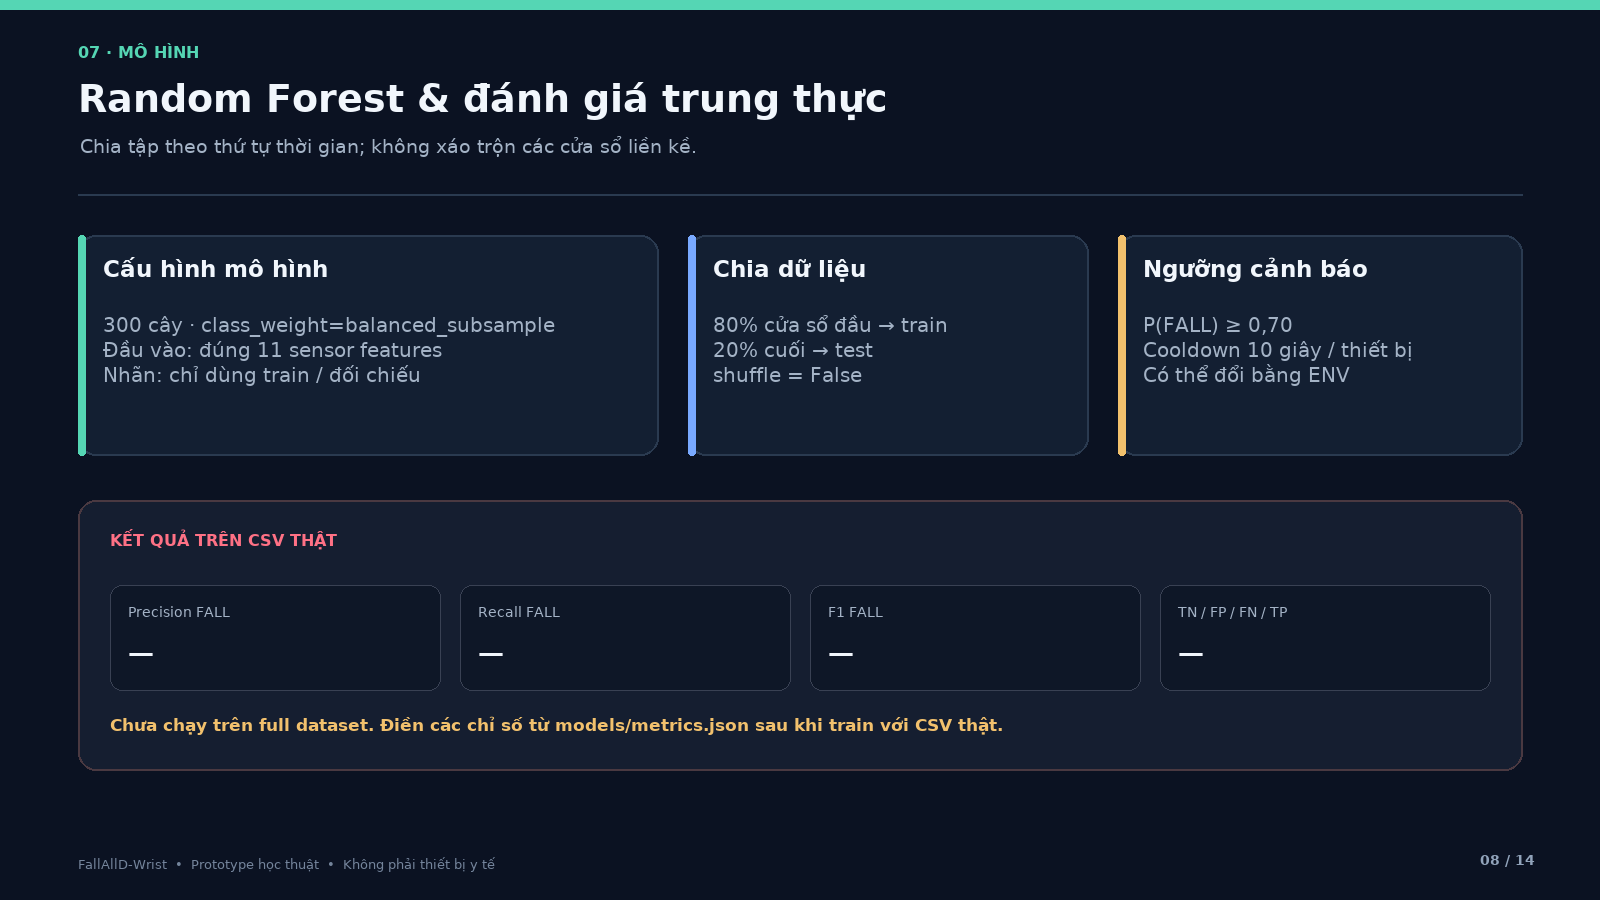 07 · MÔ HÌNH
Random Forest & đánh giá trung thực
Chia tập theo thứ tự thời gian; không xáo trộn các cửa sổ liền kề.
Cấu hình mô hình
300 cây · class_weight=balanced_subsample
Đầu vào: đúng 11 sensor features
Nhãn: chỉ dùng train / đối chiếu
Chia dữ liệu
80% cửa sổ đầu → train
20% cuối → test
shuffle = False
Ngưỡng cảnh báo
P(FALL) ≥ 0,70
Cooldown 10 giây / thiết bị
Có thể đổi bằng ENV
KẾT QUẢ TRÊN CSV THẬT
Precision FALL
—
Recall FALL
—
F1 FALL
—
TN / FP / FN / TP
—
Chưa chạy trên full dataset. Điền các chỉ số từ models/metrics.json sau khi train với CSV thật.
FallAllD-Wrist • Prototype học thuật • Không phải thiết bị y tế
08 / 14